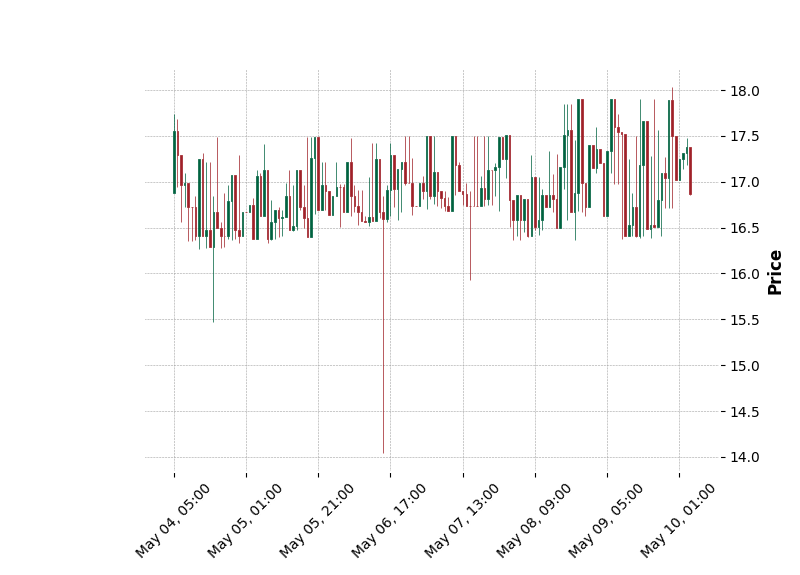 18.0
17.5
17.0
16.5
16.0
15.5
15.0
14.5
14.0
Price
May 04, 05:00
May 05, 01:00
May 05, 21:00
May 06, 17:00
May 07, 13:00
May 08, 09:00
May 09, 05:00
May 10, 01:00